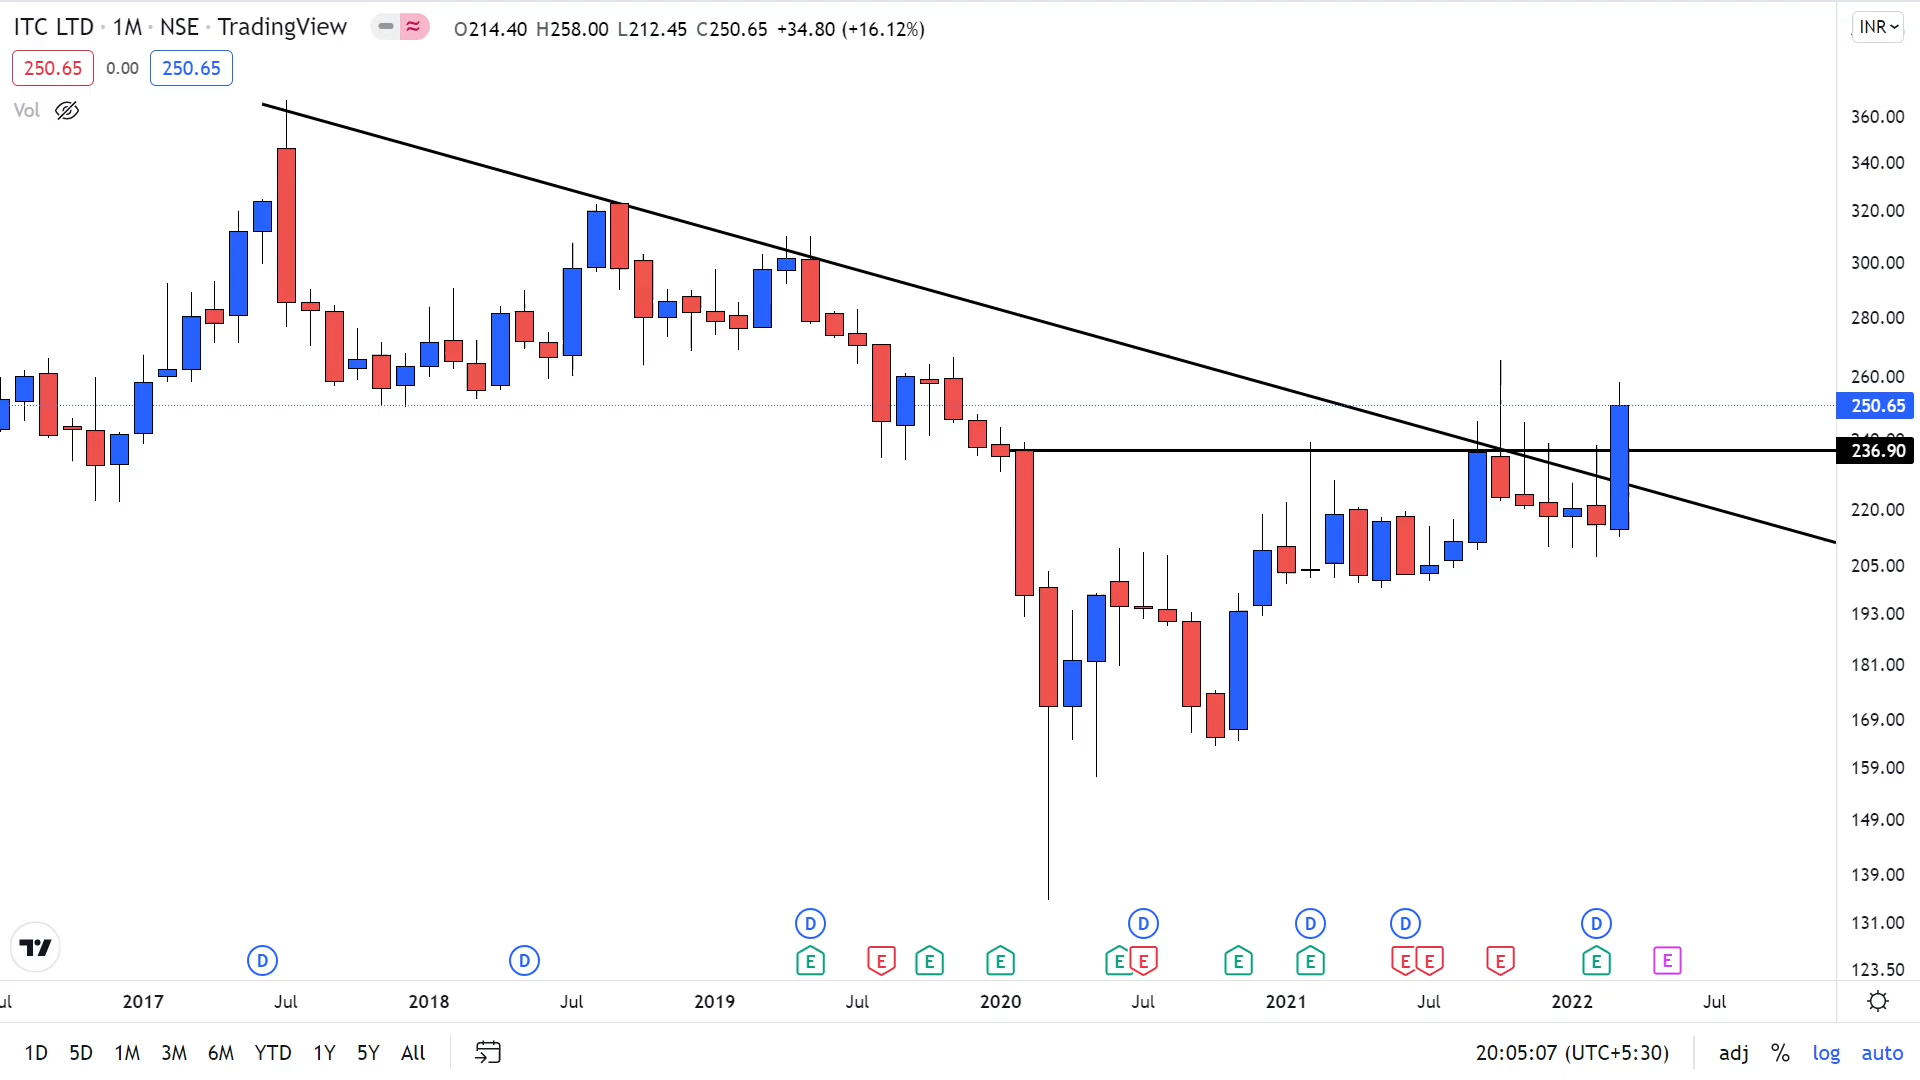 ITC LTD · 1M · NSE · TradingView O214.40 H258.00 L212.45 C250.65 +34.80 (+16.12%) INR
250.65 0.00 250.65
Vol
360.00
340.00
320.00
300.00
280.00
260.00
250.65
236.90
220.00
205.00
193.00
181.00
169.00
159.00
149.00
139.00
131.00
123.50
D D D D D
D D E E E E E E E E E E E E E
Jul 2018 Jul 2019 Jul 2020 Jul 2021 Jul 2022 Jul
2017
1D 5D 1M 3M 6M YTD 1Y 5Y All 20:05:07 (UTC+5:30) adj % log auto